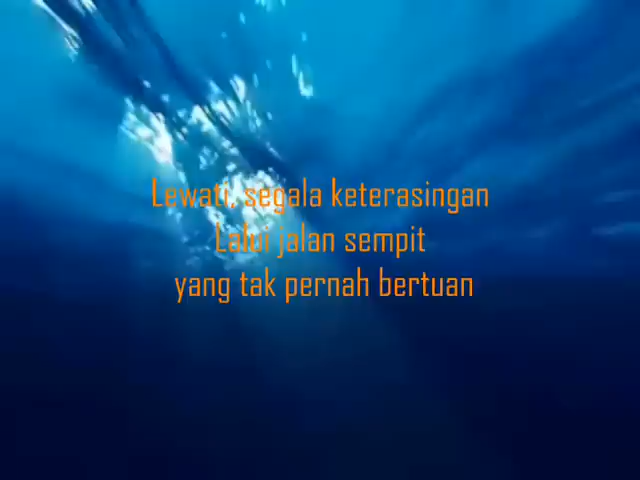 Lewati, segala keterasingan
Lalui jalan sempit
yang tak pernah bertuan